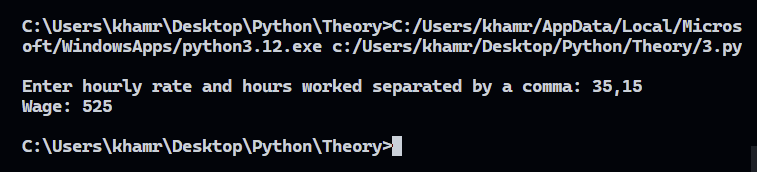 C:\Users\khamr\Desktop\Python\Theory>C:/Users/khamr/AppData/Local/Micros
oft/WindowsApps/python3.12.exe c:/Users/khamr/Desktop/Python/Theory/3.py
Enter hourly rate and hours worked separated by a comma: 35,15
Wage: 525
C:\Users\khamr\Desktop\Python\Theory>